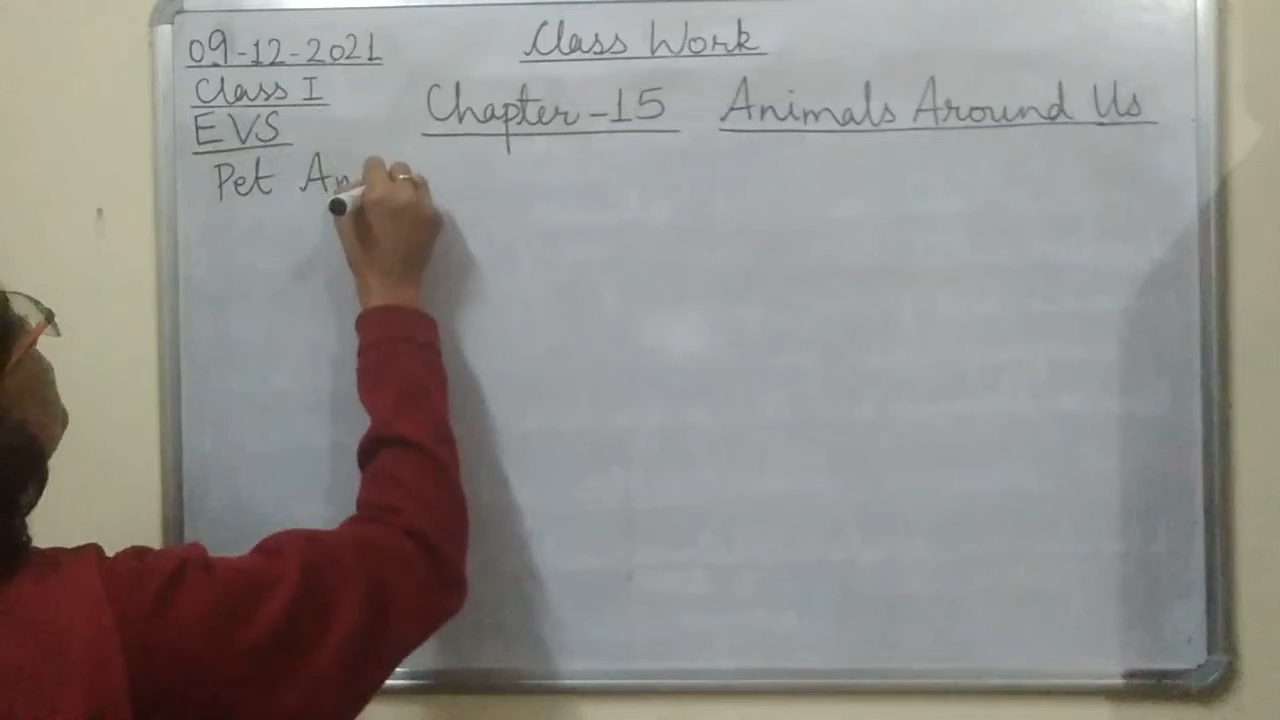 09-12-2021
Class Work
Class I
Chapter-15 Animals Around Us
EVS
Pet An